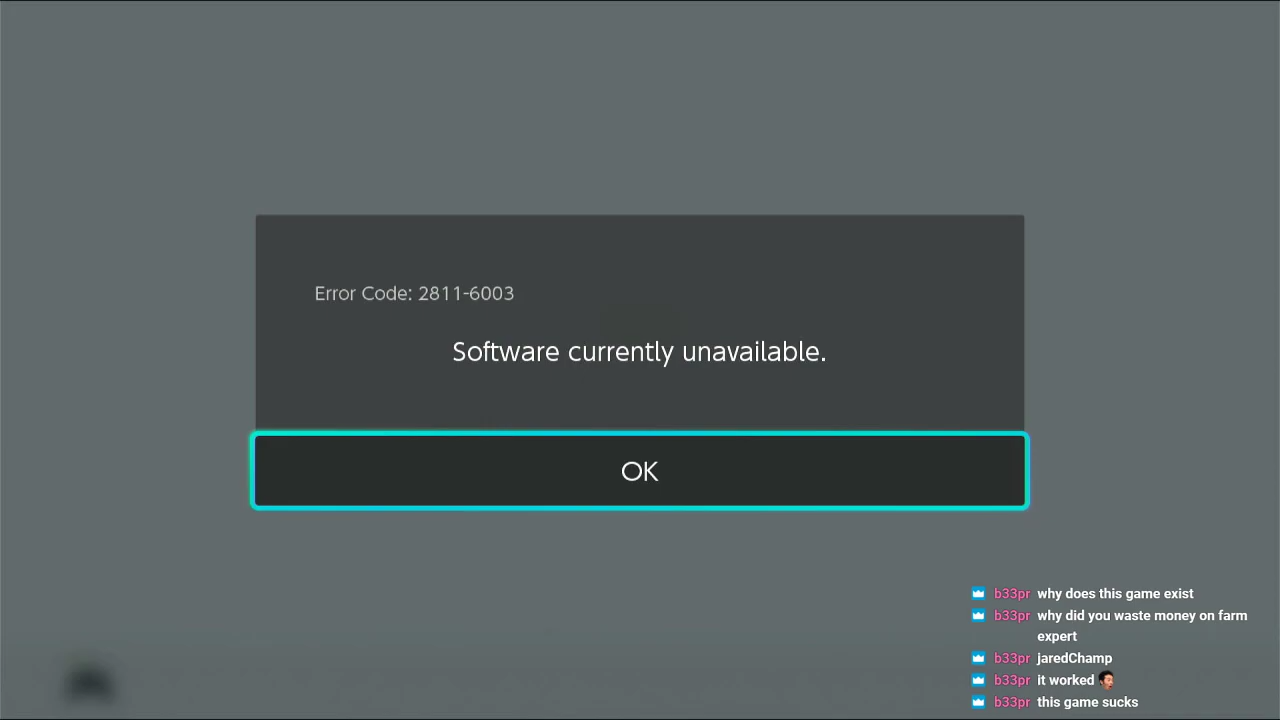 Error Code: 2811-6003
Software currently unavailable.
OK
b33pr why does this game exist
b33pr why did you waste money on farm
expert
b33pr jaredChamp
b33pr it worked
b33pr this game sucks